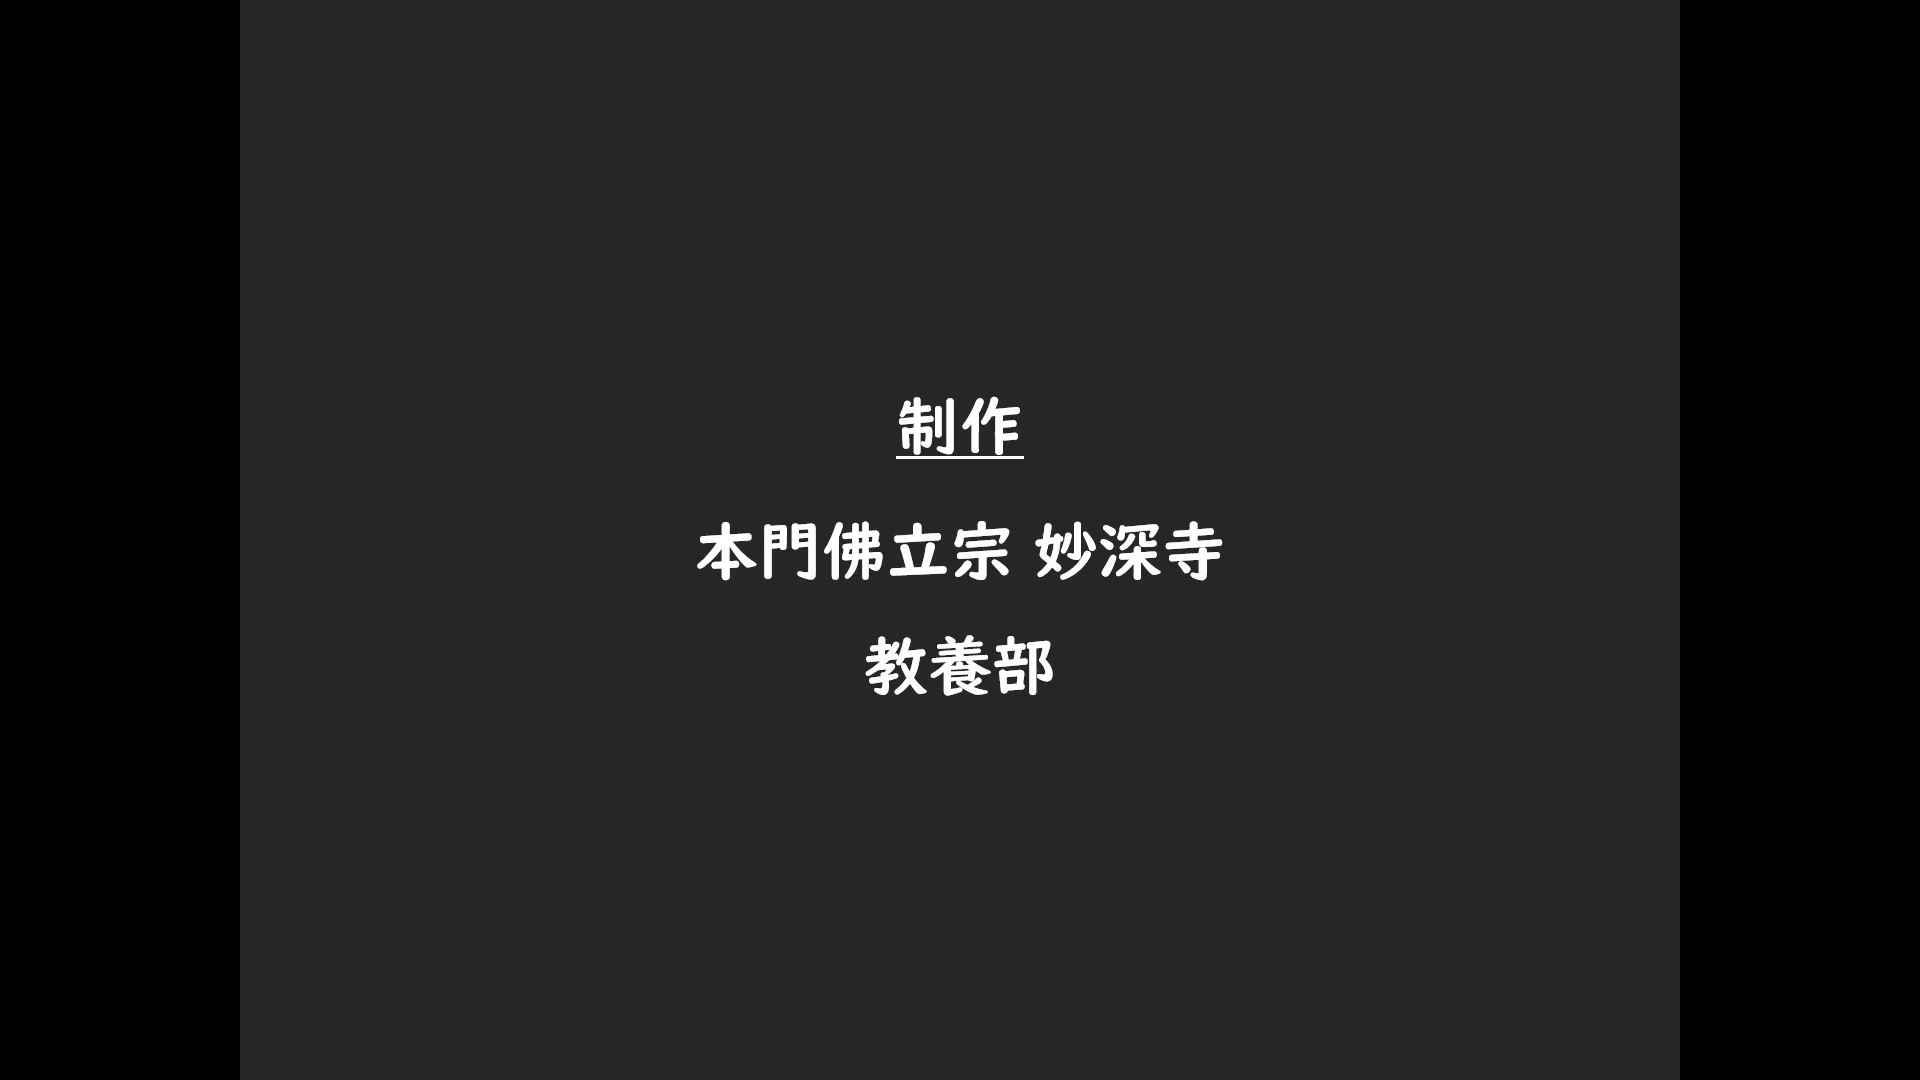 制作
本門佛立宗 妙深寺
教養部